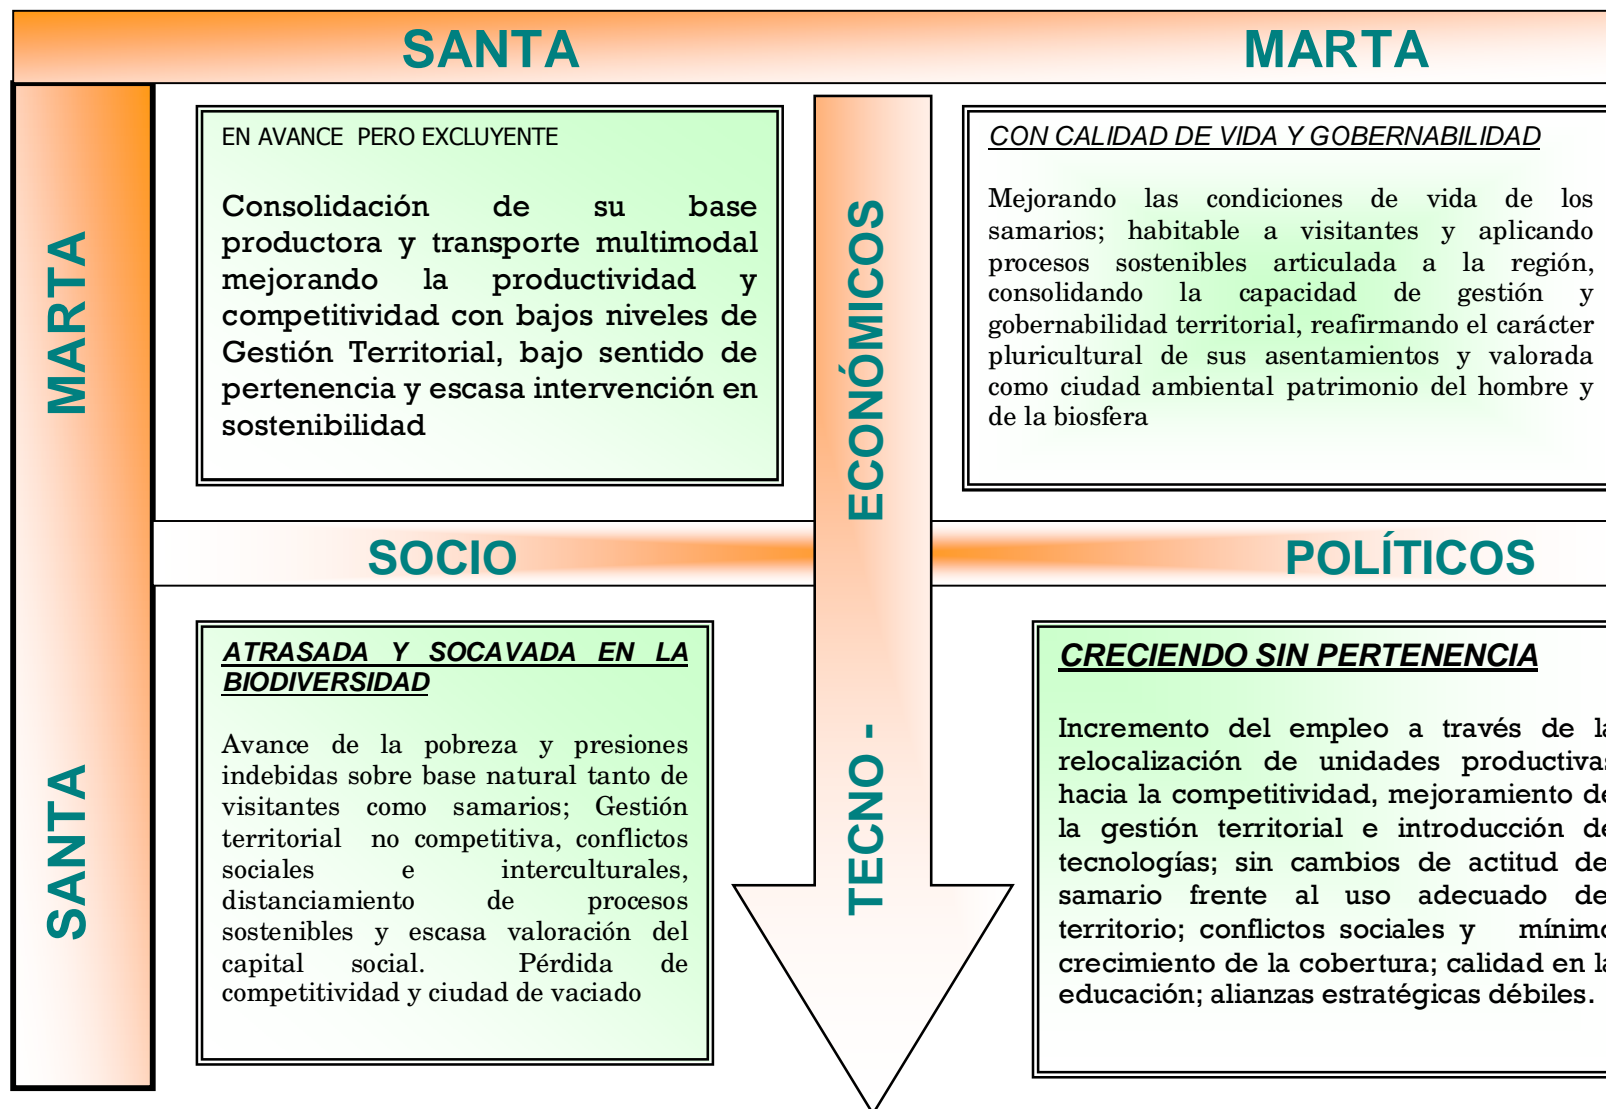 SANTA MARTA
MARTA
SANTA
EN AVANCE PERO EXCLUYENTE
Consolidación de su base
productora y transporte multimodal
mejorando la productividad y
competitividad con bajos niveles de
Gestión Territorial, bajo sentido de
pertenencia y escasa intervención en
sostenibilidad
ECONÓMICOS
TECNO -
CON CALIDAD DE VIDA Y GOBERNABILIDAD
Mejorando las condiciones de vida de los
samarios; habitable a visitantes y aplicando
procesos sostenibles articulada a la región,
consolidando la capacidad de gestión y
gobernabilidad territorial, reafirmando el carácter
pluricultural de sus asentamientos y valorada
como ciudad ambiental patrimonio del hombre y
de la biosfera
SOCIO POLÍTICOS
ATRASADA Y SOCAVADA EN LA
BIODIVERSIDAD
Avance de la pobreza y presiones
indebidas sobre base natural tanto de
visitantes como samarios; Gestión
territorial no competitiva, conflictos
sociales e interculturales,
distanciamiento de procesos
sostenibles y escasa valoración del
capital social. Pérdida de
competitividad y ciudad de vaciado
CRECIENDO SIN PERTENENCIA
Incremento del empleo a través de la
relocalización de unidades productivas
hacia la competitividad, mejoramiento de
la gestión territorial e introducción de
tecnologías; sin cambios de actitud de
samario frente al uso adecuado de
territorio; conflictos sociales y mínimo
crecimiento de la cobertura; calidad en la
educación; alianzas estratégicas débiles.